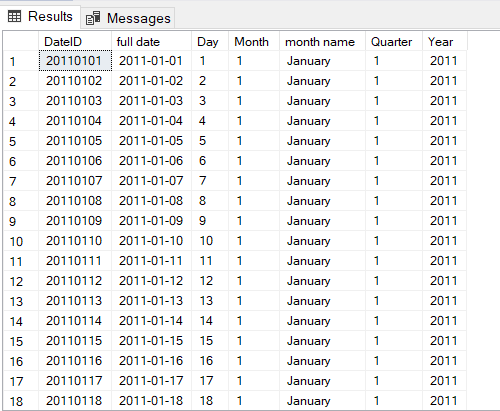 Results Messages
DateID full date Day Month month name Quarter Year
1 20110101 2011-01-01 1 1 January 1 2011
2 20110102 2011-01-02 2 1 January 1 2011
3 20110103 2011-01-03 3 1 January 1 2011
4 20110104 2011-01-04 4 1 January 1 2011
5 20110105 2011-01-05 5 1 January 1 2011
6 20110106 2011-01-06 6 1 January 1 2011
7 20110107 2011-01-07 7 1 January 1 2011
8 20110108 2011-01-08 8 1 January 1 2011
9 20110109 2011-01-09 9 1 January 1 2011
10 20110110 2011-01-10 10 1 January 1 2011
11 20110111 2011-01-11 11 1 January 1 2011
12 20110112 2011-01-12 12 1 January 1 2011
13 20110113 2011-01-13 13 1 January 1 2011
14 20110114 2011-01-14 14 1 January 1 2011
15 20110115 2011-01-15 15 1 January 1 2011
16 20110116 2011-01-16 16 1 January 1 2011
17 20110117 2011-01-17 17 1 January 1 2011
18 20110118 2011-01-18 18 1 January 1 2011